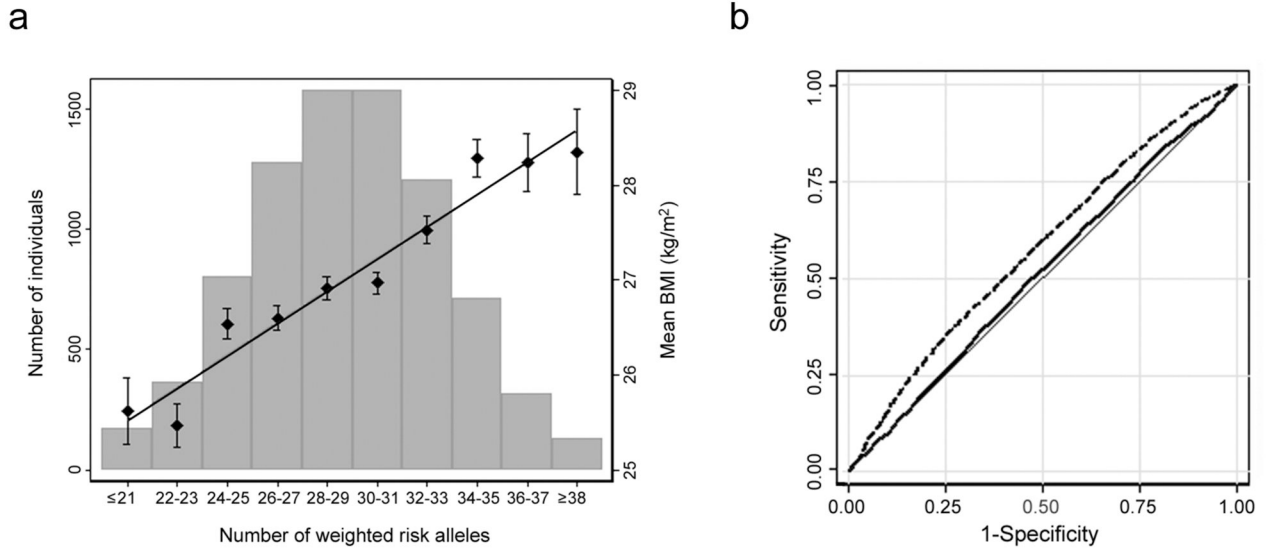 a
b
Number of individuals
1500
1000
500
0
29
28
27
26
25
Mean BMI (kg/m²)
≤21 22-23 24-25 26-27 28-29 30-31 32-33 34-35 36-37 ≥38
Number of weighted risk alleles
Sensitivity
1.00
0.75
0.50
0.25
0.00
0.00 0.25 0.50 0.75 1.00
1-Specificity